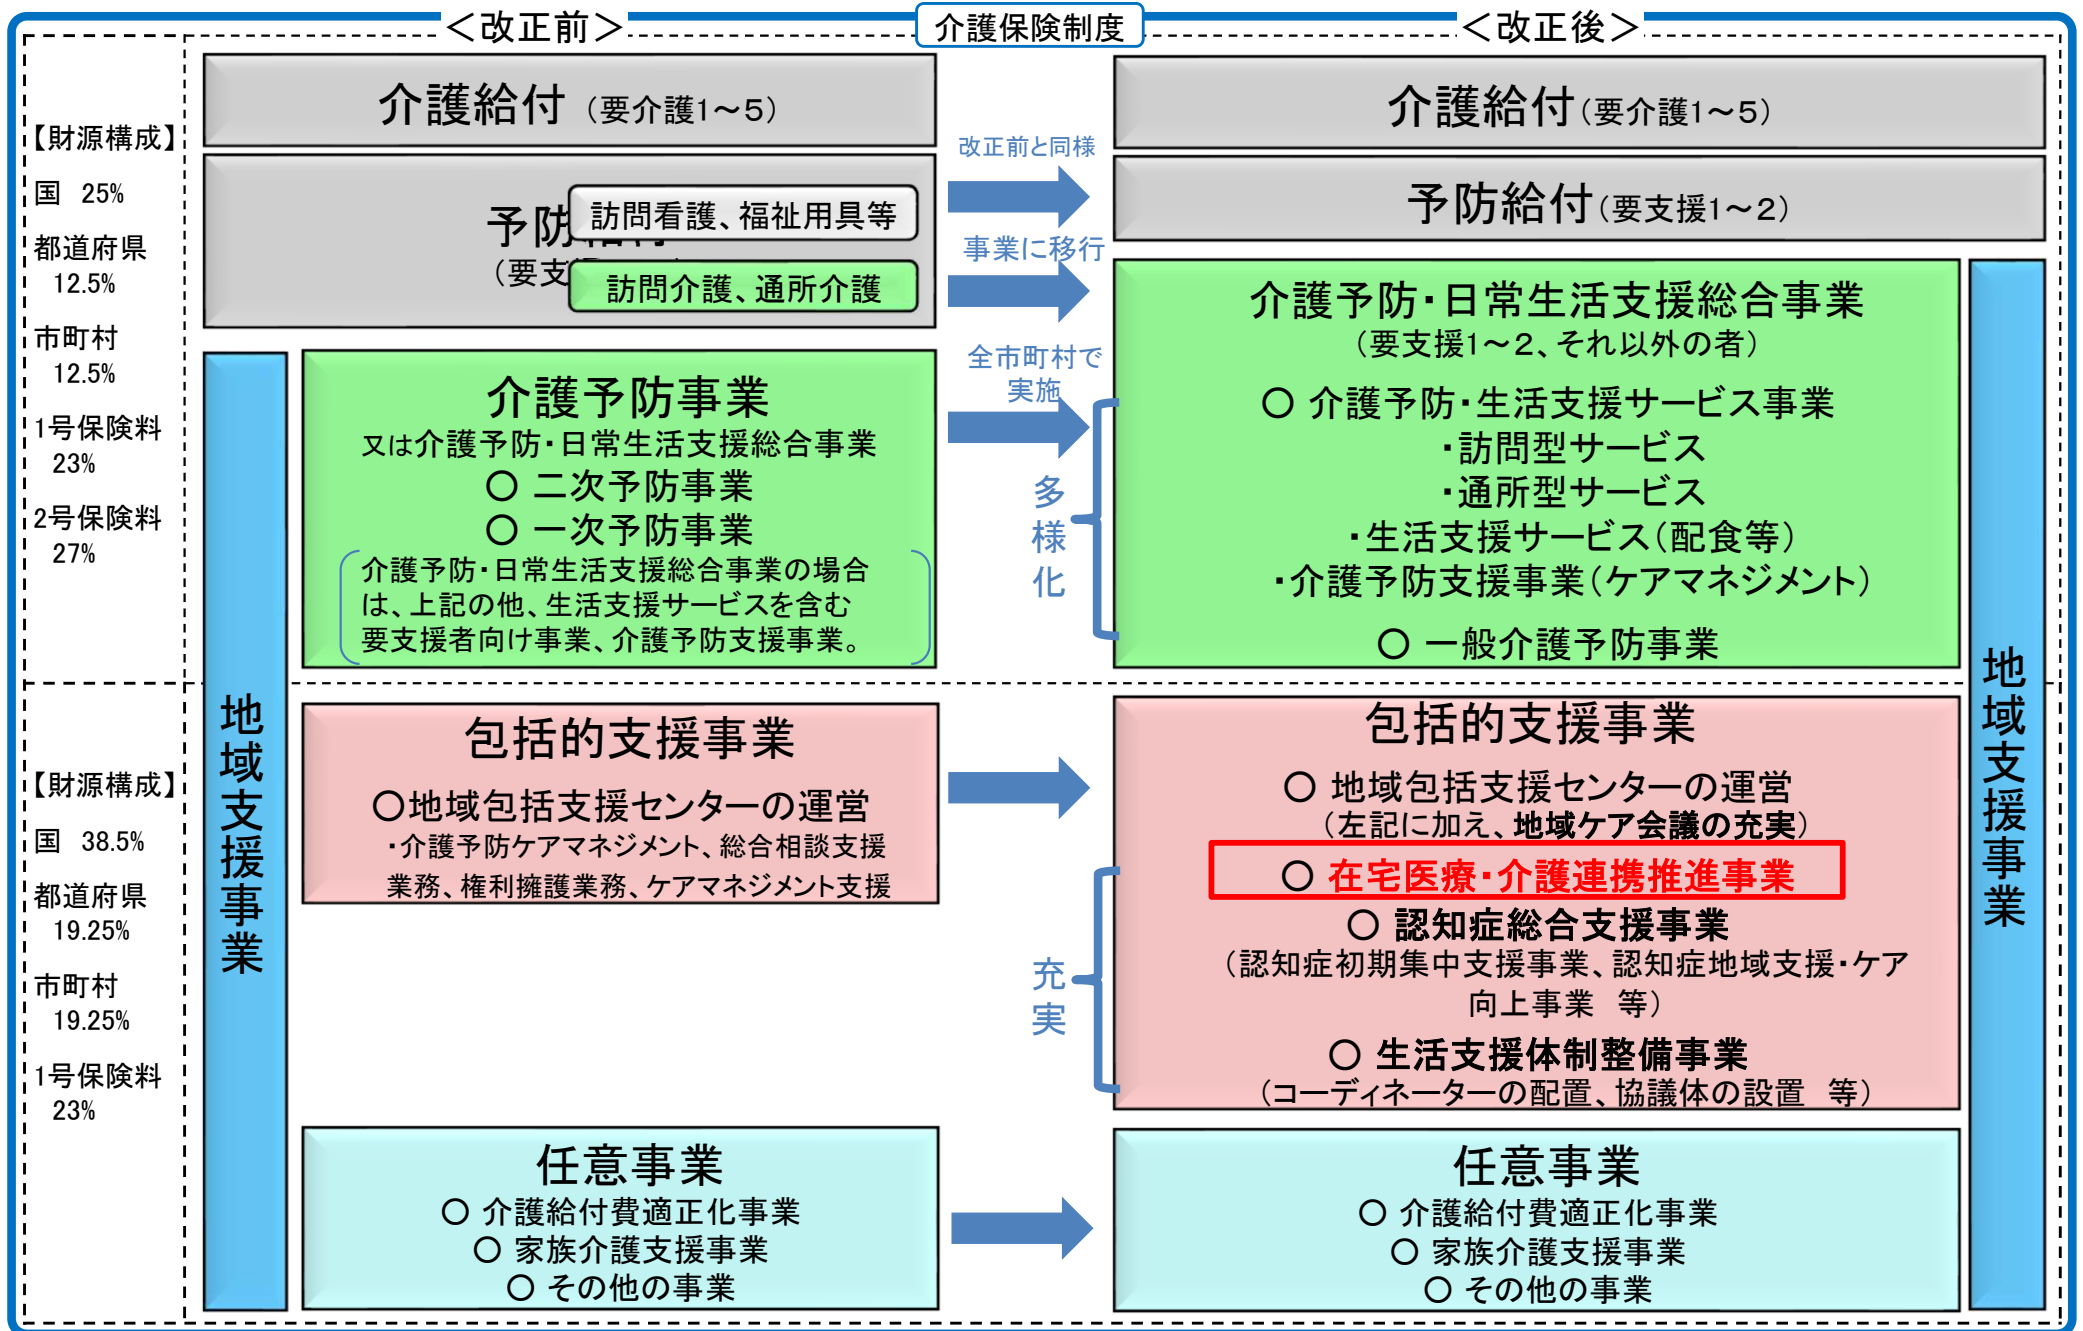 介護保険制度
＜改正前＞
＜改正後＞
【財源構成】
国 25%
都道府県
12.5%
市町村
12.5%
1号保険料
23%
2号保険料
27%
【財源構成】
国 38.5%
都道府県
19.25%
市町村
19.25%
1号保険料
23%
介護給付（要介護1～5）
訪問看護、福祉用具等
予防
（要支
訪問介護、通所介護
地域支援事業
介護予防事業
又は介護予防・日常生活支援総合事業
〇 二次予防事業
〇 一次予防事業
介護予防・日常生活支援総合事業の場合
は、上記の他、生活支援サービスを含む
要支援者向け事業、介護予防支援事業。
包括的支援事業
〇地域包括支援センターの運営
・介護予防ケアマネジメント、総合相談支援
業務、権利擁護業務、ケアマネジメント支援
任意事業
〇 介護給付費適正化事業
〇 家族介護支援事業
〇 その他の事業
改正前と同様
事業に移行
全市町村で
実施
多様化
充実
介護給付（要介護1～5）
予防給付（要支援1～2）
介護予防・日常生活支援総合事業
（要支援1～2、それ以外の者）
〇 介護予防・生活支援サービス事業
・訪問型サービス
・通所型サービス
・生活支援サービス（配食等）
・介護予防支援事業（ケアマネジメント）
〇 一般介護予防事業
包括的支援事業
〇 地域包括支援センターの運営
（左記に加え、地域ケア会議の充実）
〇 在宅医療・介護連携推進事業
〇 認知症総合支援事業
（認知症初期集中支援事業、認知症地域支援・ケア
向上事業 等）
〇 生活支援体制整備事業
（コーディネーターの配置、協議体の設置 等）
任意事業
〇 介護給付費適正化事業
〇 家族介護支援事業
〇 その他の事業
地域支援事業